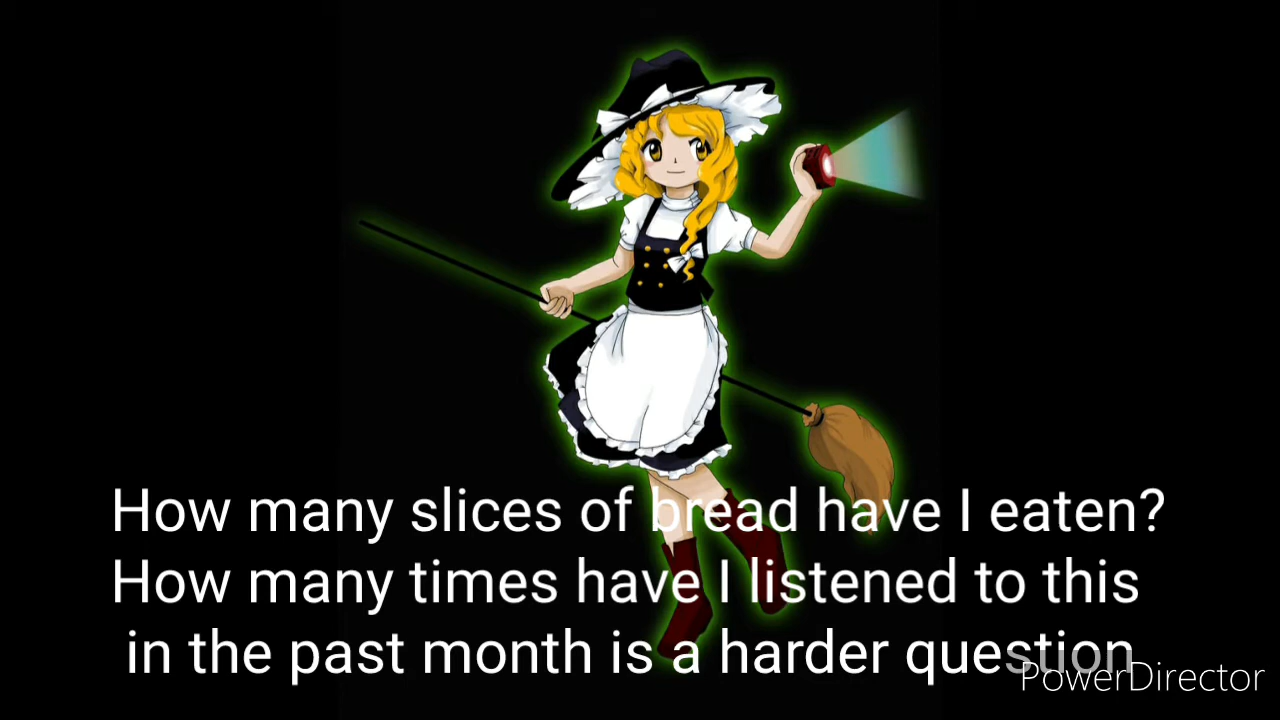 How many slices of bread have I eaten?
How many times have I listened to this
in the past month is a harder question
PowerDirector